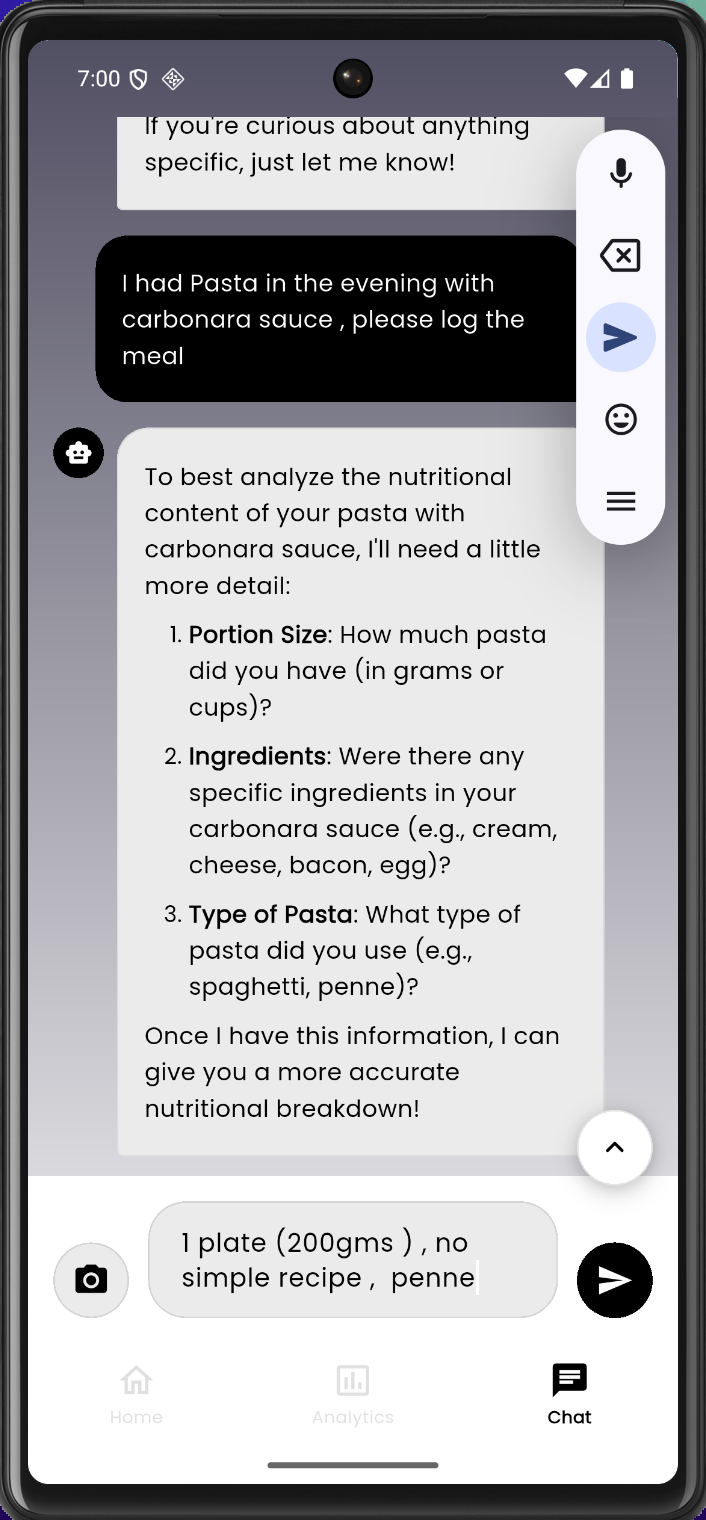 7:00
If you're curious about anything
specific, just let me know!
I had Pasta in the evening with
carbonara sauce , please log the
meal
To best analyze the nutritional
content of your pasta with
carbonara sauce, I'll need a little
more detail:
1. Portion Size: How much pasta
did you have (in grams or
cups)?
2. Ingredients: Were there any
specific ingredients in your
carbonara sauce (e.g., cream,
cheese, bacon, egg)?
3. Type of Pasta: What type of
pasta did you use (e.g.,
spaghetti, penne)?
Once I have this information, I can
give you a more accurate
nutritional breakdown!
1 plate (200gms ) , no
simple recipe ,  penne
Home
Analytics
Chat